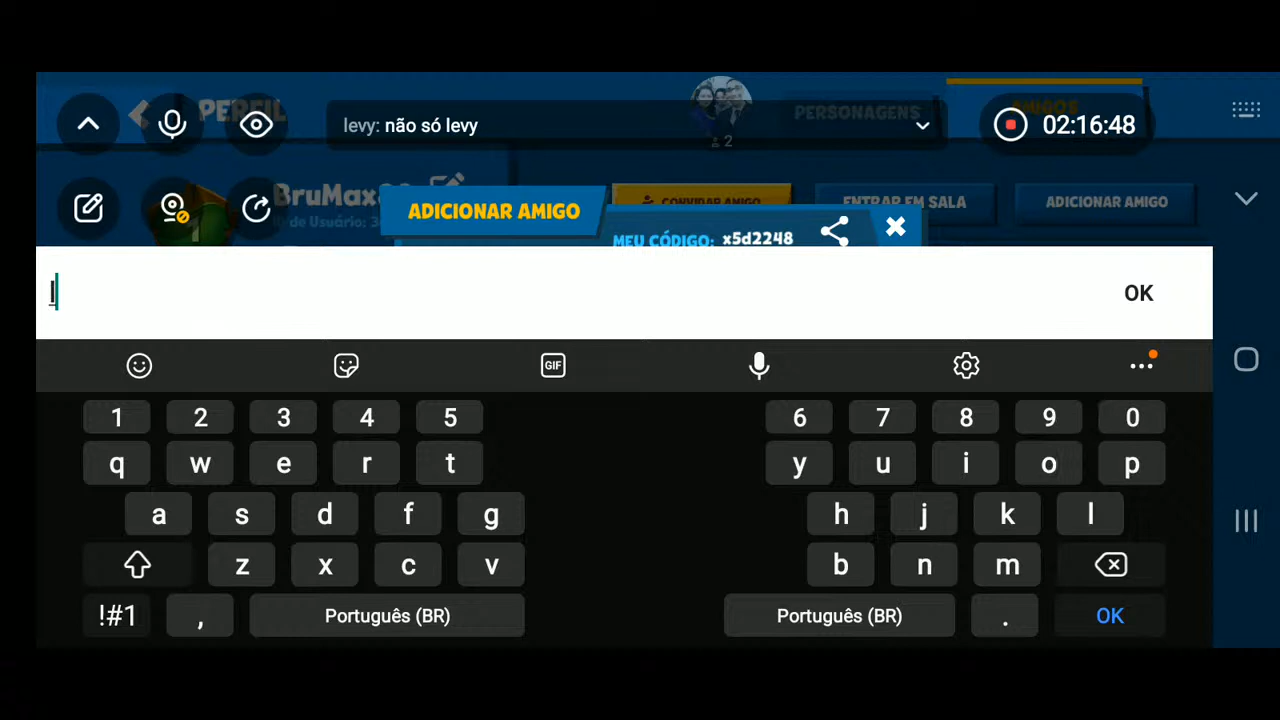 PERFIL
PERSONAGENS
AMIGOS
levy: não só levy
02:16:48
2
BruMax
de Usuário: 3
CONVIDAR AMIGO
ENTRAR EM SALA
ADICIONAR AMIGO
ADICIONAR AMIGO
MEU CÓDIGO: x5d2248
l
OK
GIF
1 2 3 4 5 6 7 8 9 0
q w e r t y u i o p
a s d f g h j k l
z x c v b n m
!#1 , Português (BR) Português (BR) . OK